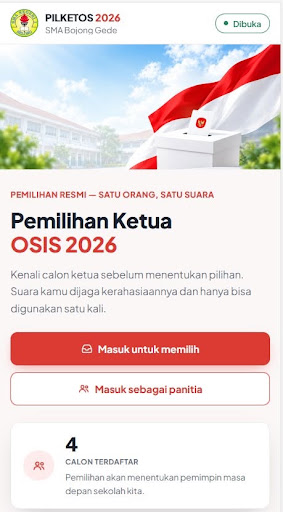 PILKETOS 2026
SMA Bojong Gede
Dibuka
PEMILIHAN RESMI — SATU ORANG, SATU SUARA
Pemilihan Ketua
OSIS 2026
Kenali calon ketua sebelum menentukan pilihan.
Suara kamu dijaga kerahasiaannya dan hanya bisa
digunakan satu kali.
Masuk untuk memilih
Masuk sebagai panitia
4
CALON TERDAFTAR
Pemilihan akan menentukan pemimpin masa
depan sekolah kita.